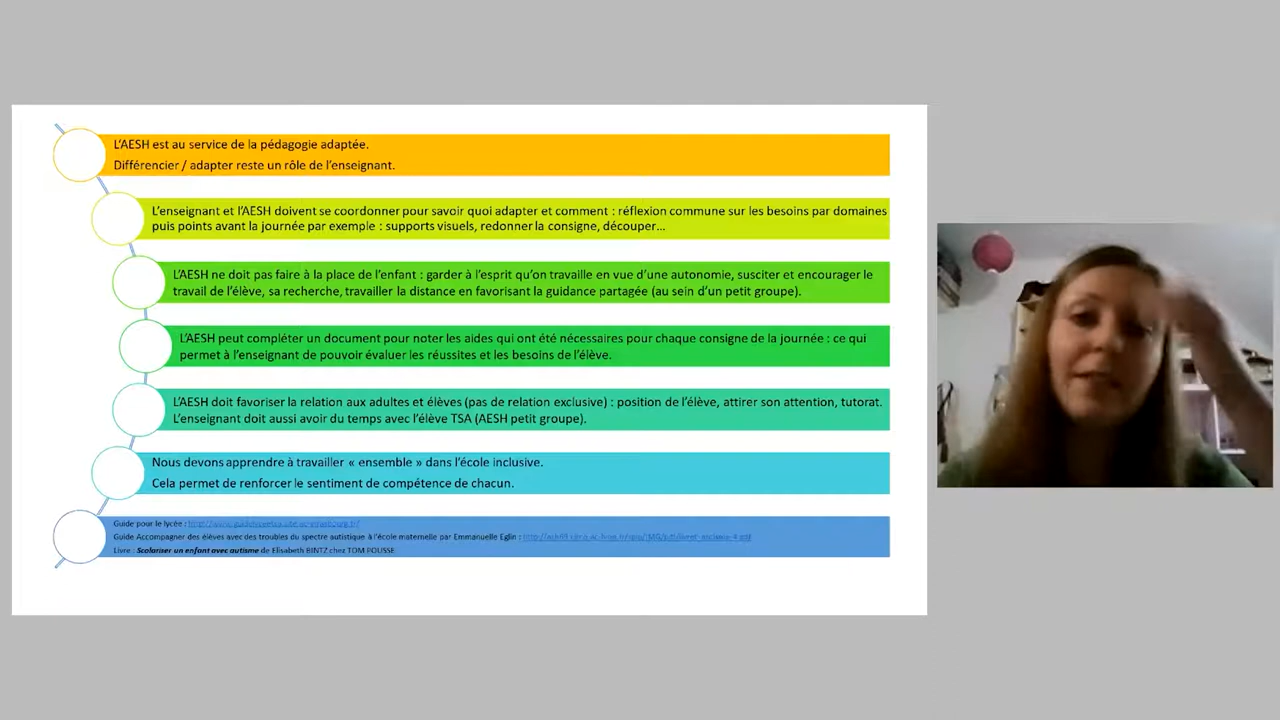 L'AESH est au service de la pédagogie adaptée.
Différencier / adapter reste un rôle de l'enseignant.
L'enseignant et l'AESH doivent se coordonner pour savoir quoi adapter et comment : réflexion commune sur les besoins par domaines
puis points avant la journée par exemple : supports visuels, redonner la consigne, découper...
L'AESH ne doit pas faire à la place de l'enfant : garder à l'esprit qu'on travaille en vue d'une autonomie, susciter et encourager le
travail de l'élève, sa recherche, travailler la distance en favorisant la guidance partagée (au sein d'un petit groupe).
L'AESH peut compléter un document pour noter les aides qui ont été nécessaires pour chaque consigne de la journée : ce qui
permet à l'enseignant de pouvoir évaluer les réussites et les besoins de l'élève.
L'AESH doit favoriser la relation aux adultes et élèves (pas de relation exclusive) : position de l'élève, attirer son attention, tutorat.
L'enseignant doit aussi avoir du temps avec l'élève TSA (AESH petit groupe).
Nous devons apprendre à travailler « ensemble » dans l'école inclusive.
Cela permet de renforcer le sentiment de compétence de chacun.
Guide pour le lycée :
Guide Accompagner des élèves avec des troubles du spectre autistique à l'école maternelle par Emmanuelle Eglin :
Livre : Scolariser un enfant avec autisme de Elisabeth BINTZ chez TOM POUSSE